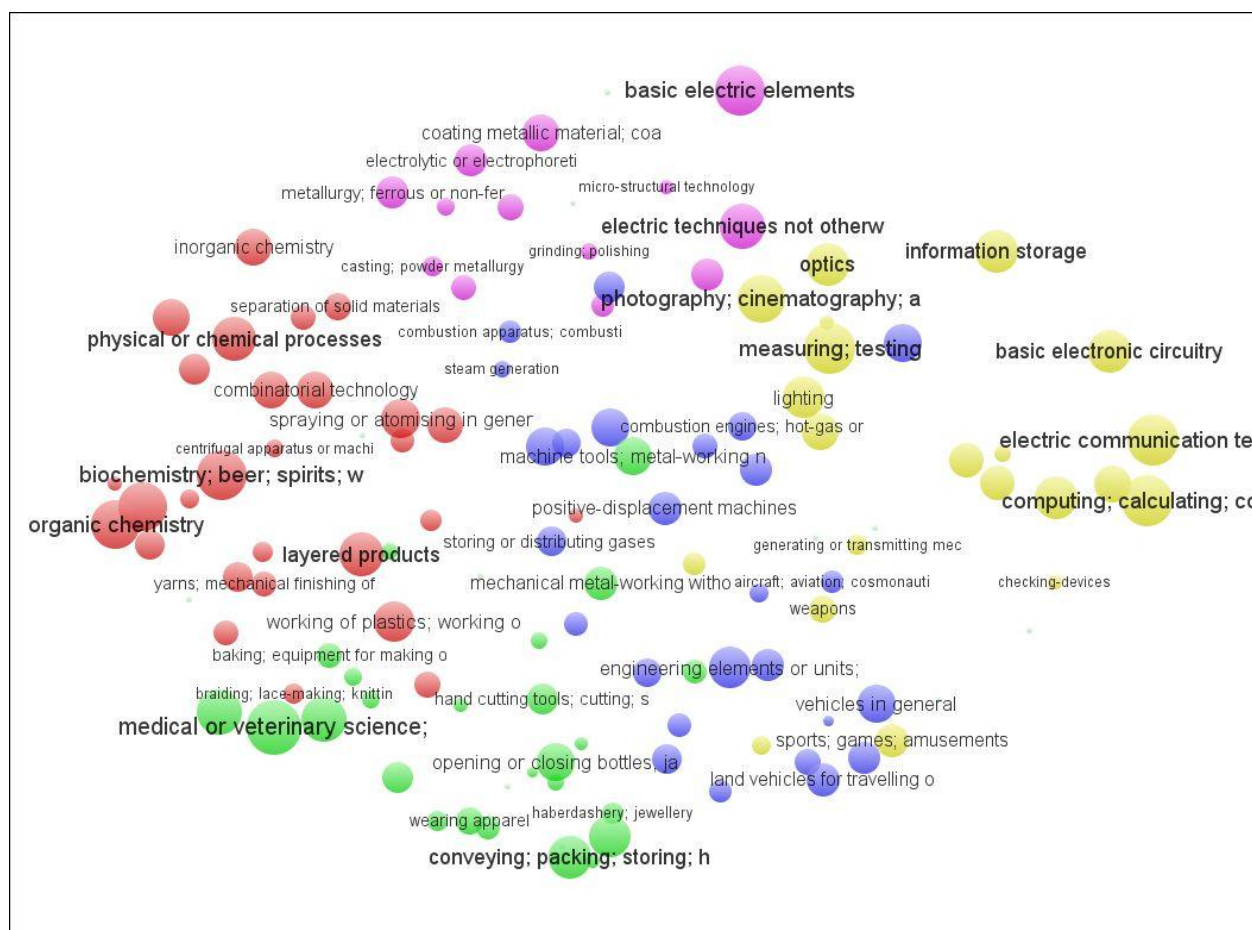 basic electric elements
coating metallic material; coa
electrolytic or electrophoreti
metallurgy; ferrous or non-fer
micro-structural technology
electric techniques not otherw
inorganic chemistry
grinding; polishing
information storage
casting; powder metallurgy
optics
separation of solid materials
photography; cinematography; a
combustion apparatus; combusti
physical or chemical processes
measuring; testing
basic electronic circuitry
steam generation
combinatorial technology
lighting
spraying or atomising in gener
combustion engines; hot-gas or
electric communication te
centrifugal apparatus or machi
machine tools; metal-working n
biochemistry; beer; spirits; w
computing; calculating; co
positive-displacement machines
organic chemistry
storing or distributing gases
generating or transmitting mec
layered products
yarns; mechanical finishing of
mechanical metal-working witho
aircraft; aviation; cosmonauti
checking-devices
weapons
working of plastics; working o
baking; equipment for making o
engineering elements or units;
braiding; lace-making; knittin
hand cutting tools; cutting; s
vehicles in general
medical or veterinary science;
sports; games; amusements
opening or closing bottles, ja
land vehicles for travelling o
haberdashery; jewellery
wearing apparel
conveying; packing; storing; h